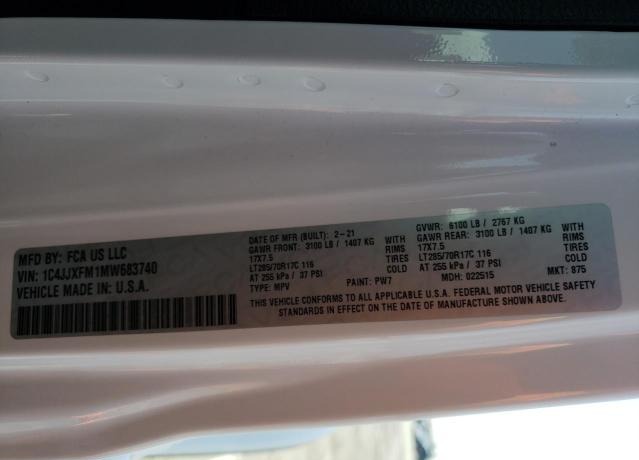 MFD BY: FCA US LLC
VIN: 1C4JJXFM1MW683740
VEHICLE MADE IN: U.S.A.
DATE OF MFR (BUILT): 2-21
GAWR FRONT: 3100 LB / 1407 KG WITH
17X7.5 RIMS
LT285/70R17C 116 TIRES
AT 255 kPa / 37 PSI COLD
TYPE: MPV PAINT: PW7
GVWR: 6100 LB / 2767 KG
GAWR REAR: 3100 LB / 1407 KG WITH
17X7.5 RIMS
LT285/70R17C 116 TIRES
AT 255 kPa / 37 PSI COLD
MDH: 022515 MKT: 875
THIS VEHICLE CONFORMS TO ALL APPLICABLE U.S.A. FEDERAL MOTOR VEHICLE SAFETY
STANDARDS IN EFFECT ON THE DATE OF MANUFACTURE SHOWN ABOVE.